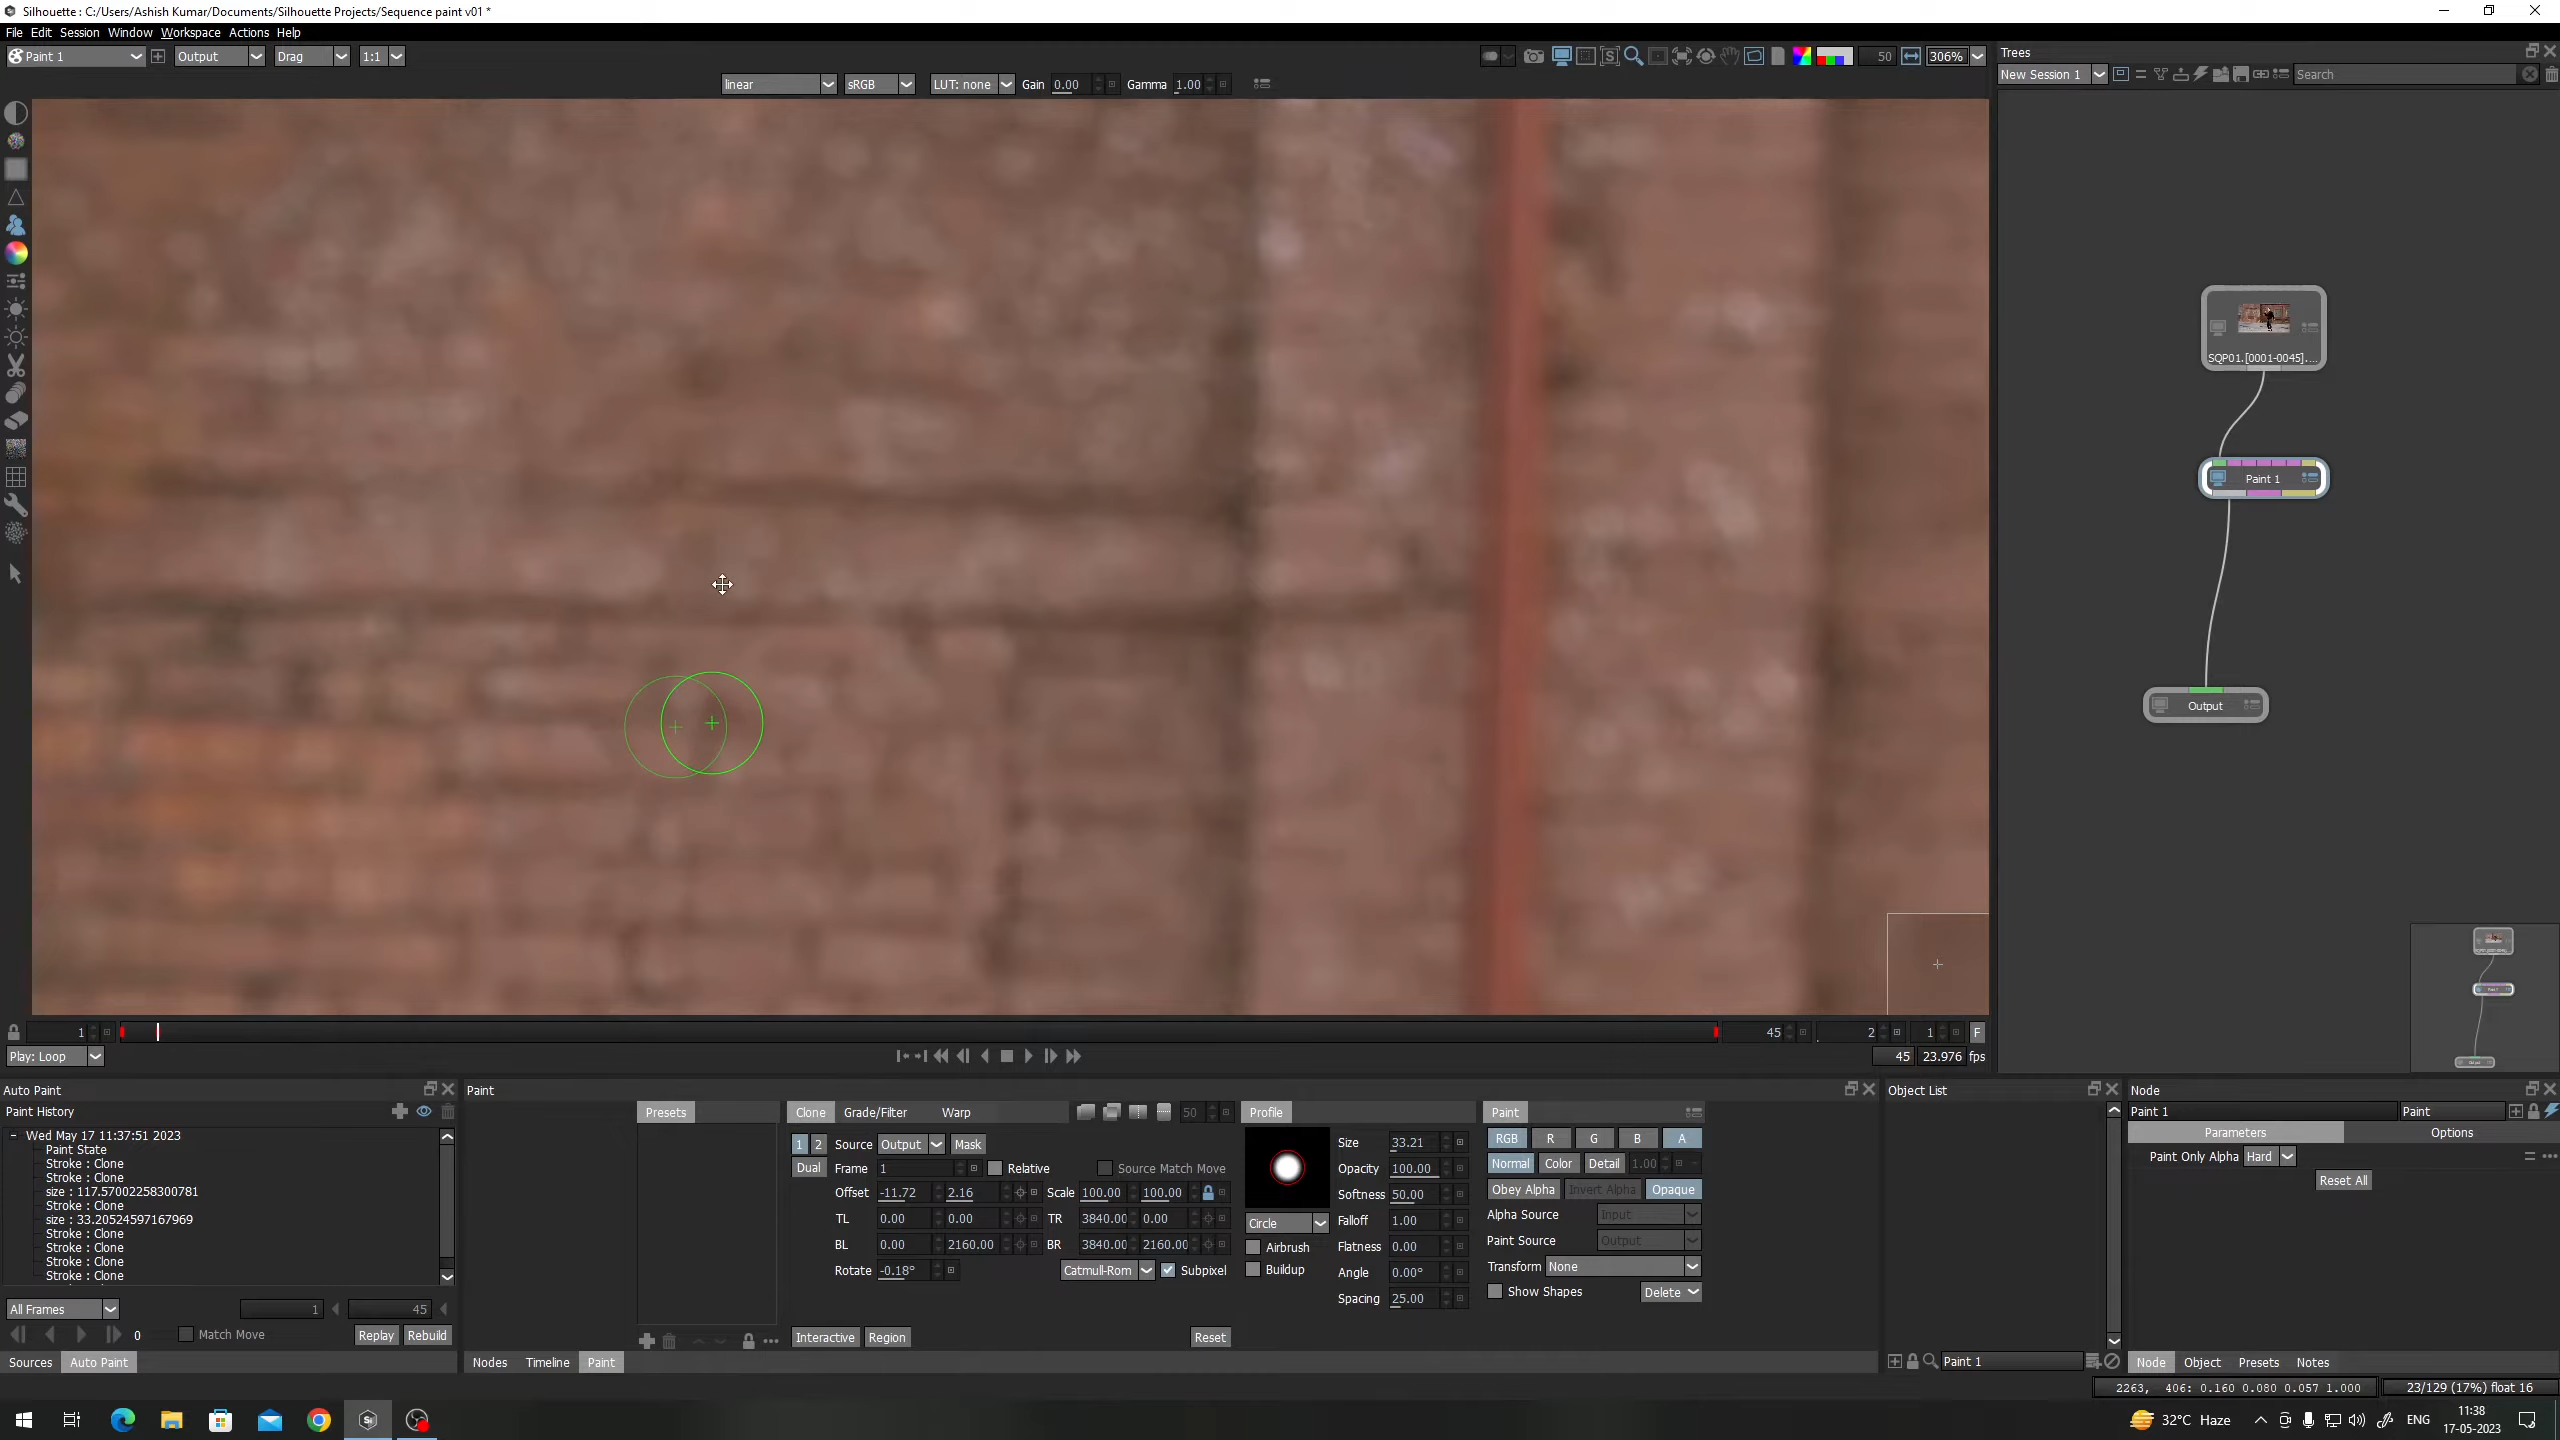 Silhouette : C:/Users/Ashish Kumar/Documents/Silhouette Projects/Sequence paint v01 *
File Edit Session Window Workspace Actions Help
Paint 1 Output Drag 1:1 50 306%
linear sRGB LUT: none Gain 0.00 Gamma 1.00
Trees
New Session 1 Search
SQP01.[0001-0045]....
Paint 1
Output
1 45 2 1 F
Play: Loop 45 23.976 fps
Auto Paint
Paint History
Wed May 17 11:37:51 2023
Paint State
Stroke : Clone
Stroke : Clone
size : 117.57002258300781
Stroke : Clone
size : 33.20524597167969
Stroke : Clone
Stroke : Clone
Stroke : Clone
Stroke : Clone
All Frames 1 45
0 Match Move Replay Rebuild
Sources Auto Paint
Paint
Presets
Clone Grade/Filter Warp 50
1 2 Source Output Mask
Dual Frame 1 Relative Source Match Move
Offset -11.72 2.16 Scale 100.00 100.00
TL 0.00 0.00 TR 3840.00 0.00
BL 0.00 2160.00 BR 3840.00 2160.00
Rotate -0.18° Catmull-Rom Subpixel
Interactive Region Reset
Nodes Timeline Paint
Profile
Circle
Airbrush
Buildup
Size 33.21
Opacity 100.00
Softness 50.00
Falloff 1.00
Flatness 0.00
Angle 0.00°
Spacing 25.00
Paint
RGB R G B A
Normal Color Detail 1.00
Obey Alpha Invert Alpha Opaque
Alpha Source Input
Paint Source Output
Transform None
Show Shapes Delete
Object List
Paint 1
Node
Paint 1 Paint
Parameters Options
Paint Only Alpha Hard
Reset All
Node Object Presets Notes
2263, 406: 0.160 0.080 0.057 1.000 23/129 (17%) float 16
32°C Haze ENG 11:38
17-05-2023